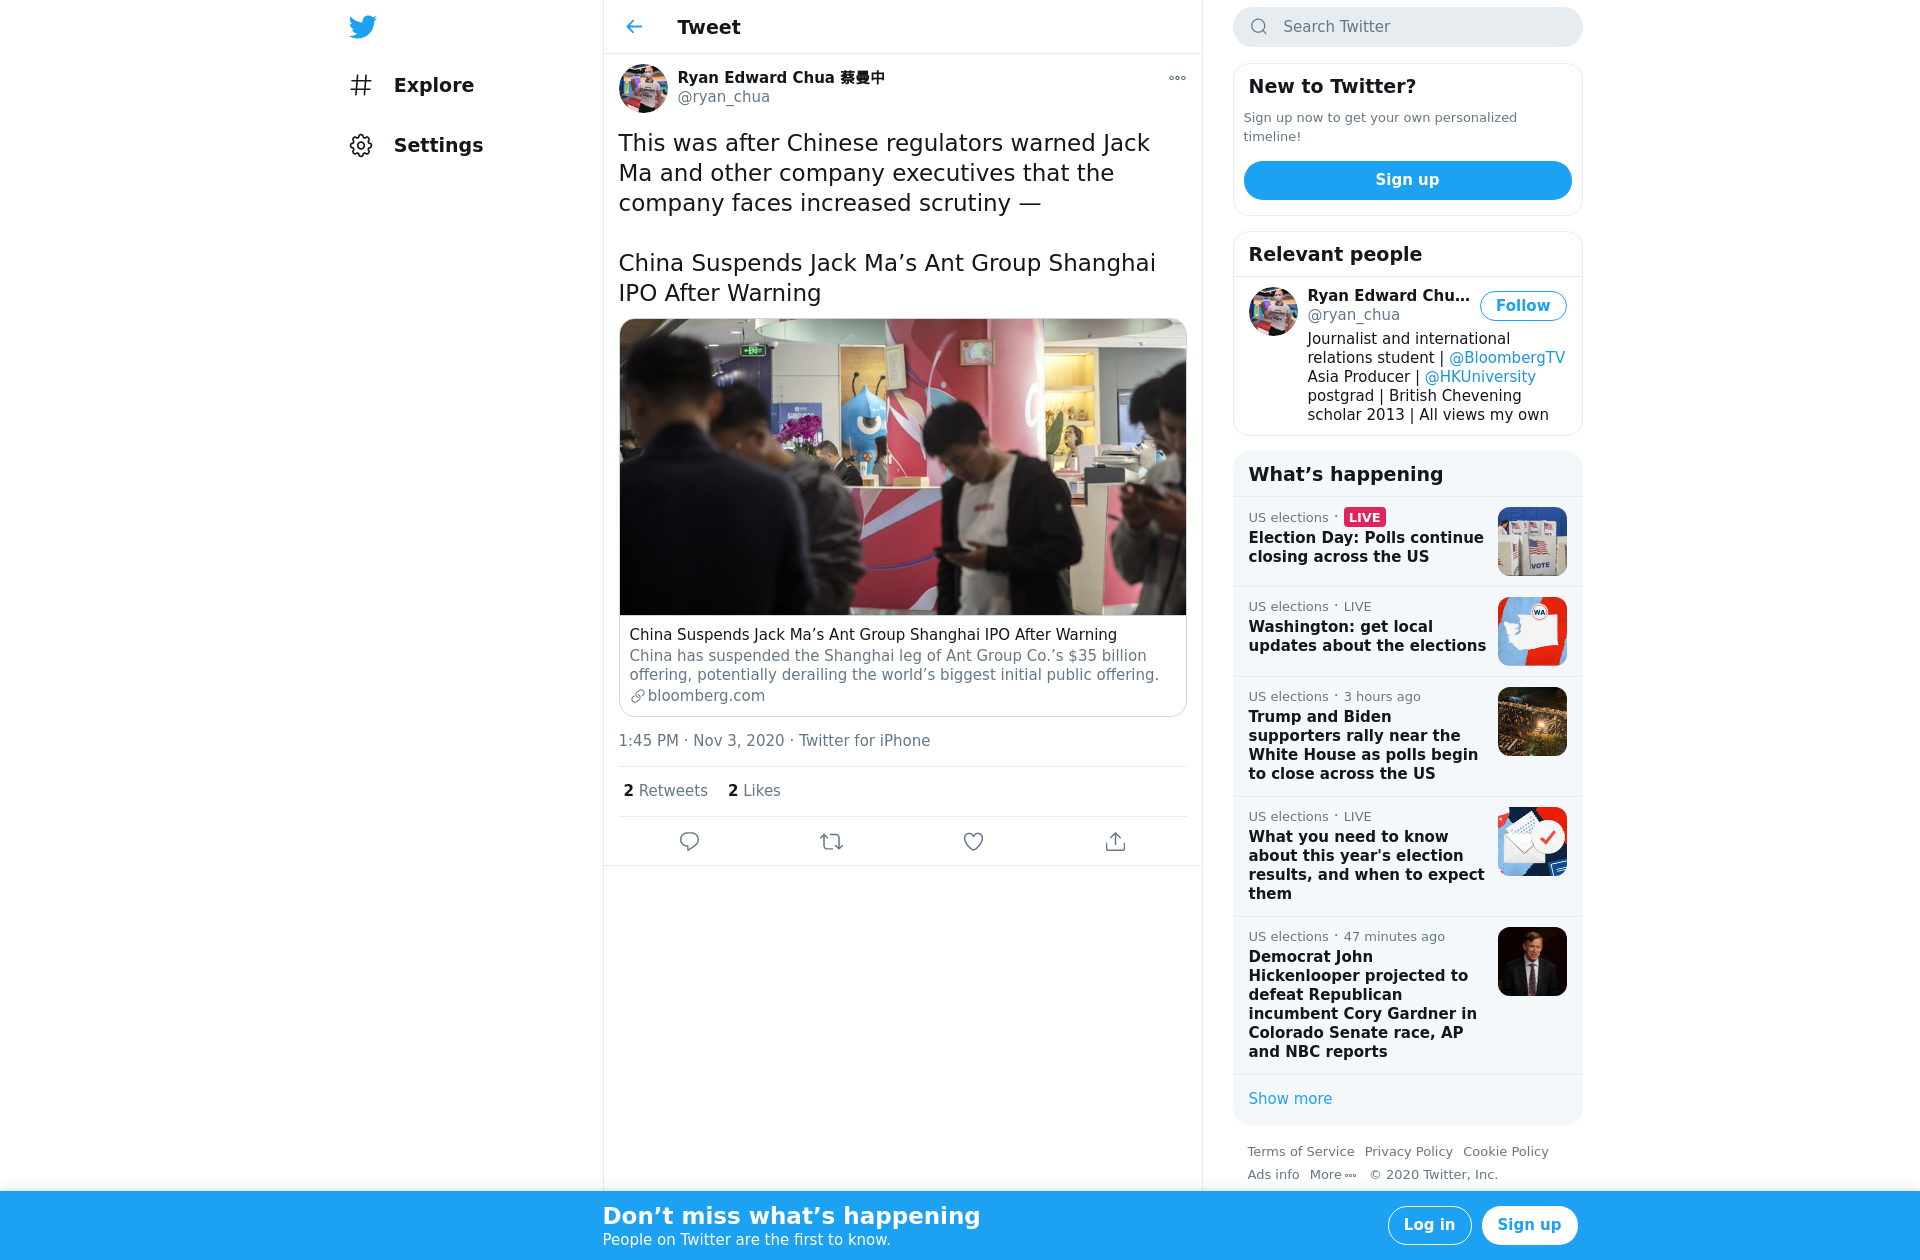 Explore
Settings
Tweet
Ryan Edward Chua 蔡曼中
@ryan_chua
This was after Chinese regulators warned Jack
Ma and other company executives that the
company faces increased scrutiny —
China Suspends Jack Ma’s Ant Group Shanghai
IPO After Warning
China Suspends Jack Ma’s Ant Group Shanghai IPO After Warning
China has suspended the Shanghai leg of Ant Group Co.’s $35 billion
offering, potentially derailing the world’s biggest initial public offering.
bloomberg.com
1:45 PM · Nov 3, 2020 · Twitter for iPhone
2 Retweets 2 Likes
Search Twitter
New to Twitter?
Sign up now to get your own personalized
timeline!
Sign up
Relevant people
Ryan Edward Chu...
Follow
@ryan_chua
Journalist and international
relations student | @BloombergTV
Asia Producer | @HKUniversity
postgrad | British Chevening
scholar 2013 | All views my own
What’s happening
US elections · LIVE
Election Day: Polls continue
closing across the US
VOTE
US elections · LIVE
Washington: get local
updates about the elections
WA
US elections · 3 hours ago
Trump and Biden
supporters rally near the
White House as polls begin
to close across the US
US elections · LIVE
What you need to know
about this year's election
results, and when to expect
them
US elections · 47 minutes ago
Democrat John
Hickenlooper projected to
defeat Republican
incumbent Cory Gardner in
Colorado Senate race, AP
and NBC reports
Show more
Terms of Service Privacy Policy Cookie Policy
Ads info More © 2020 Twitter, Inc.
Don’t miss what’s happening
People on Twitter are the first to know.
Log in
Sign up